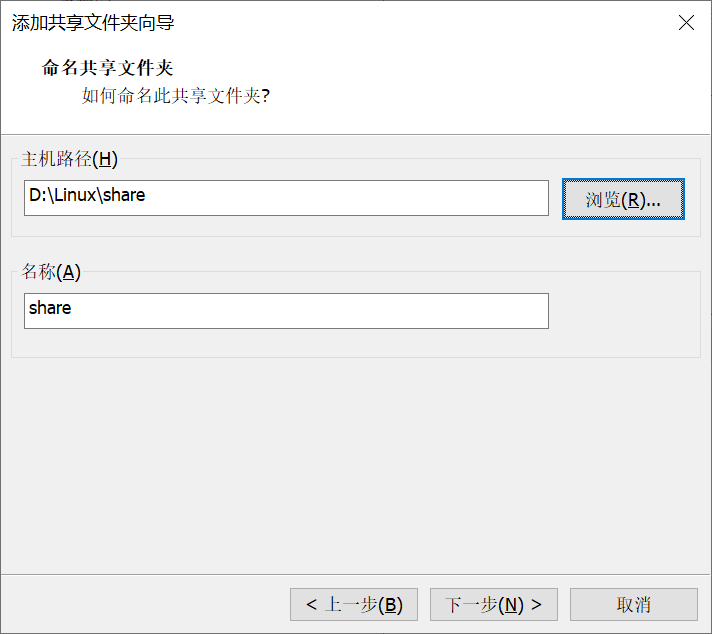 添加共享文件夹向导
命名共享文件夹
如何命名此共享文件夹?
主机路径(H)
D:\Linux\share
浏览(R)...
名称(A)
share
< 上一步(B)
下一步(N) >
取消